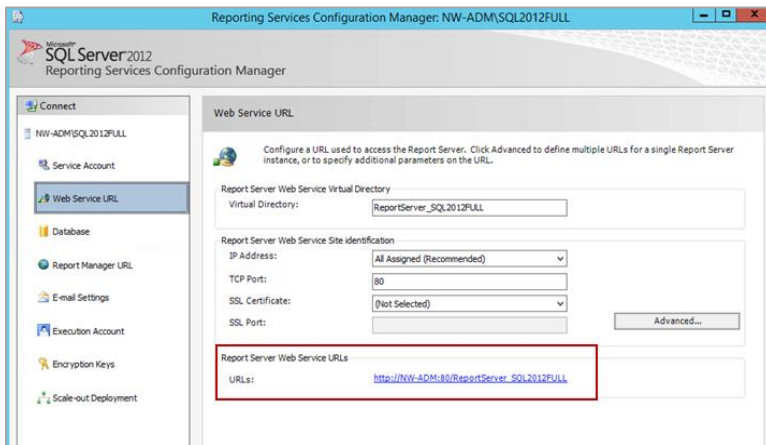 Reporting Services Configuration Manager: NW-ADM\SQL2012FULL
Microsoft
SQL Server 2012
Reporting Services Configuration Manager
Connect
NW-ADM\SQL2012FULL
Service Account
Web Service URL
Database
Report Manager URL
E-mail Settings
Execution Account
Encryption Keys
Scale-out Deployment
Web Service URL
Configure a URL used to access the Report Server. Click Advanced to define multiple URLs for a single Report Server
instance, or to specify additional parameters on the URL.
Report Server Web Service Virtual Directory
Virtual Directory: ReportServer_SQL2012FULL
Report Server Web Service Site identification
IP Address: All Assigned (Recommended)
TCP Port: 80
SSL Certificate: (Not Selected)
SSL Port:
Advanced...
Report Server Web Service URLs
URLs: http://NW-ADM:80/ReportServer_SQL2012FULL